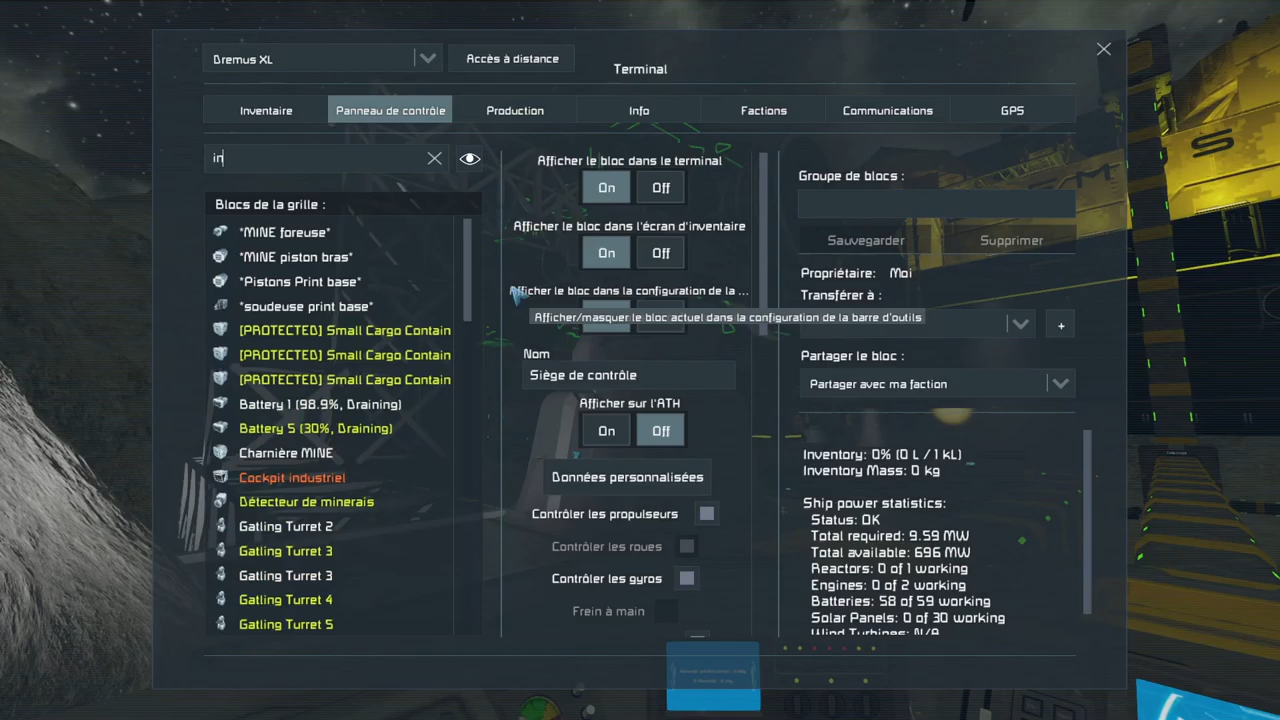 Dremus XL
Accès à distance
Terminal
Inventaire
Panneau de contrôle
Production
Info
Factions
Communications
GPS
in
Blocs de la grille :
*MINE foreuse*
*MINE piston bras*
*Pistons Print base*
*soudeuse print base*
[PROTECTED] Small Cargo Contain
[PROTECTED] Small Cargo Contain
[PROTECTED] Small Cargo Contain
Battery 1 (98.9%, Draining)
Battery 5 (30%, Draining)
Charnière MINE
Cockpit industriel
Détecteur de minerais
Gatling Turret 2
Gatling Turret 3
Gatling Turret 3
Gatling Turret 4
Gatling Turret 5
Afficher le bloc dans le terminal
On Off
Afficher le bloc dans l'écran d'inventaire
On Off
Afficher le bloc dans la configuration de la ...
Afficher/masquer le bloc actuel dans la configuration de la barre d'outils
Nom
Siège de contrôle
Afficher sur l'ATH
On Off
Données personnalisées
Contrôler les propulseurs
Contrôler les roues
Contrôler les gyros
Frein à main
Groupe de blocs :
Sauvegarder Supprimer
Propriétaire: Moi
Transférer à :
+
Partager le bloc :
Partager avec ma faction
Inventory: 0% (0 L / 1 kL)
Inventory Mass: 0 kg
Ship power statistics:
Status: OK
Total required: 9.59 MW
Total available: 696 MW
Reactors: 0 of 1 working
Engines: 0 of 2 working
Batteries: 58 of 59 working
Solar Panels: 0 of 30 working
Wind Turbines: N/A